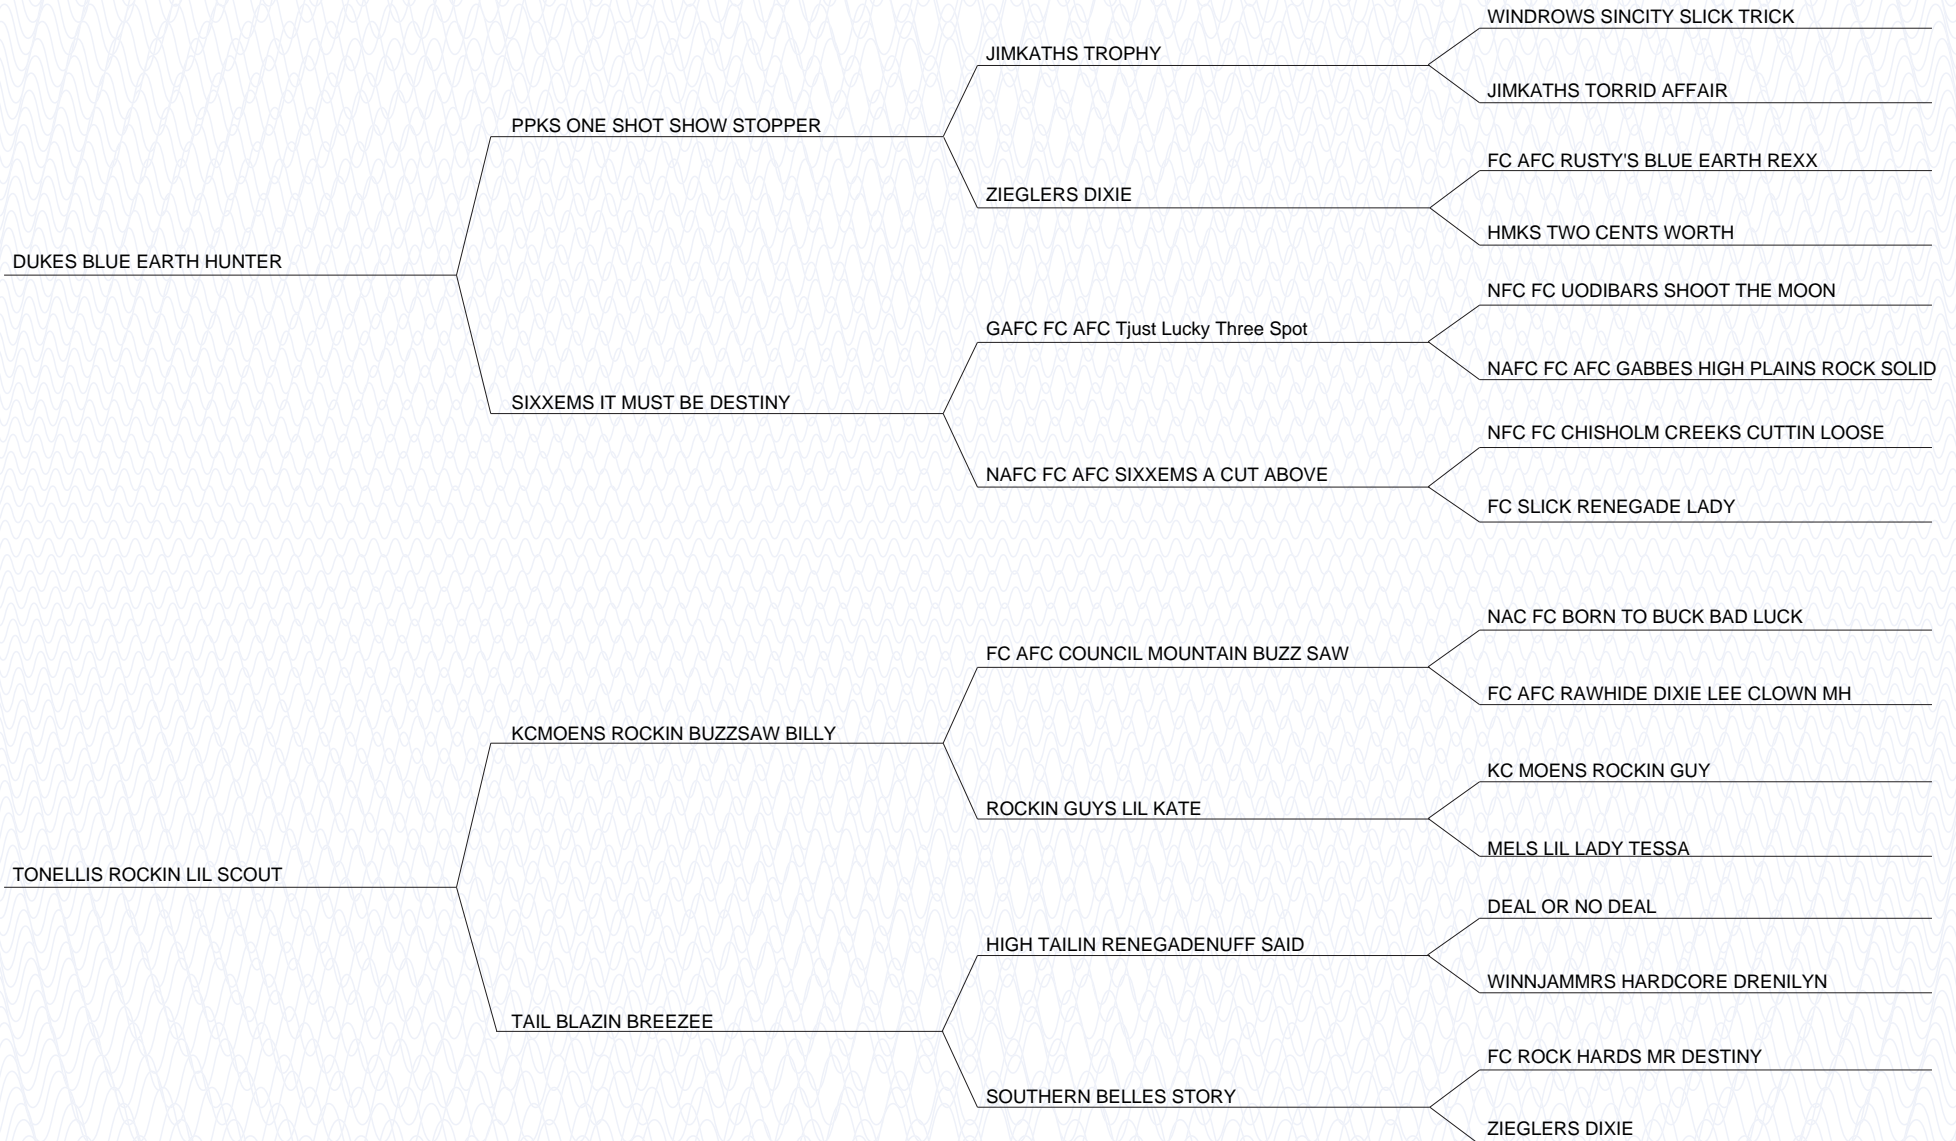 WINDROWS SINCITY SLICK TRICK
JIMKATHS TROPHY
JIMKATHS TORRID AFFAIR
PPKS ONE SHOT SHOW STOPPER
FC AFC RUSTY'S BLUE EARTH REXX
ZIEGLERS DIXIE
HMKS TWO CENTS WORTH
DUKES BLUE EARTH HUNTER
NFC FC UODIBARS SHOOT THE MOON
GAFC FC AFC Tjust Lucky Three Spot
NAFC FC AFC GABBES HIGH PLAINS ROCK SOLID
SIXXEMS IT MUST BE DESTINY
NFC FC CHISHOLM CREEKS CUTTIN LOOSE
NAFC FC AFC SIXXEMS A CUT ABOVE
FC SLICK RENEGADE LADY
NAC FC BORN TO BUCK BAD LUCK
FC AFC COUNCIL MOUNTAIN BUZZ SAW
FC AFC RAWHIDE DIXIE LEE CLOWN MH
KCMOENS ROCKIN BUZZSAW BILLY
KC MOENS ROCKIN GUY
ROCKIN GUYS LIL KATE
MELS LIL LADY TESSA
TONELLIS ROCKIN LIL SCOUT
DEAL OR NO DEAL
HIGH TAILIN RENEGADENUFF SAID
WINNJAMMRS HARDCORE DRENILYN
TAIL BLAZIN BREEZEE
FC ROCK HARDS MR DESTINY
SOUTHERN BELLES STORY
ZIEGLERS DIXIE